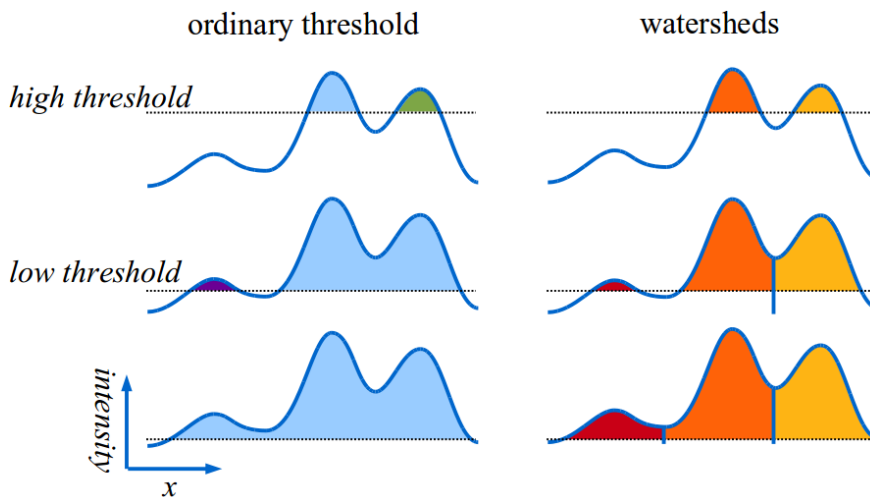 ordinary threshold
watersheds
high threshold
low threshold
intensity
x